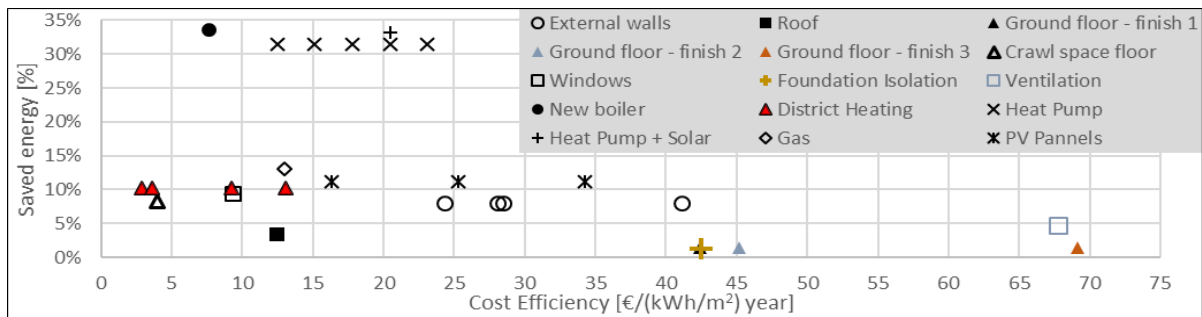 35%
30%
25%
20%
15%
10%
5%
0%
Saved energy [%]
External walls
Roof
Ground floor - finish 1
Ground floor - finish 2
Ground floor - finish 3
Crawl space floor
Windows
Foundation Isolation
Ventilation
New boiler
District Heating
Heat Pump
Heat Pump + Solar
Gas
PV Pannels
0 5 10 15 20 25 30 35 40 45 50 55 60 65 70 75
Cost Efficiency [€/(kWh/m²) year]